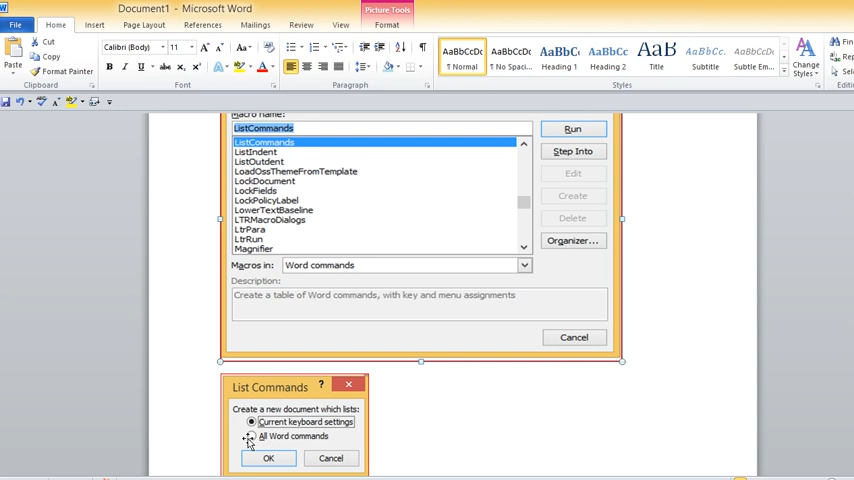 Document1 - Microsoft Word
Picture Tools
File Home Insert Page Layout References Mailings Review View Format
Cut
Copy
Format Painter
Paste
Calibri (Body) 11
AaBbCcDc AaBbCcDc AaBbC AaBbCc AaB AaBbCc. AaBbCcDc
¶ Normal ¶ No Spaci... Heading 1 Heading 2 Title Subtitle Subtle Em...
Change
Styles
Find
Repla
Select
Clipboard Font Paragraph Styles
Macro name:
ListCommands
ListCommands
ListIndent
ListOutdent
LoadOssThemeFromTemplate
LockDocument
LockFields
LockPolicyLabel
LowerTextBaseline
LTRMacroDialogs
LtrPara
LtrRun
Magnifier
Run
Step Into
Edit
Create
Delete
Organizer...
Macros in: Word commands
Description:
Create a table of Word commands, with key and menu assignments
Cancel
List Commands ?
Create a new document which lists:
Current keyboard settings
All Word commands
OK Cancel